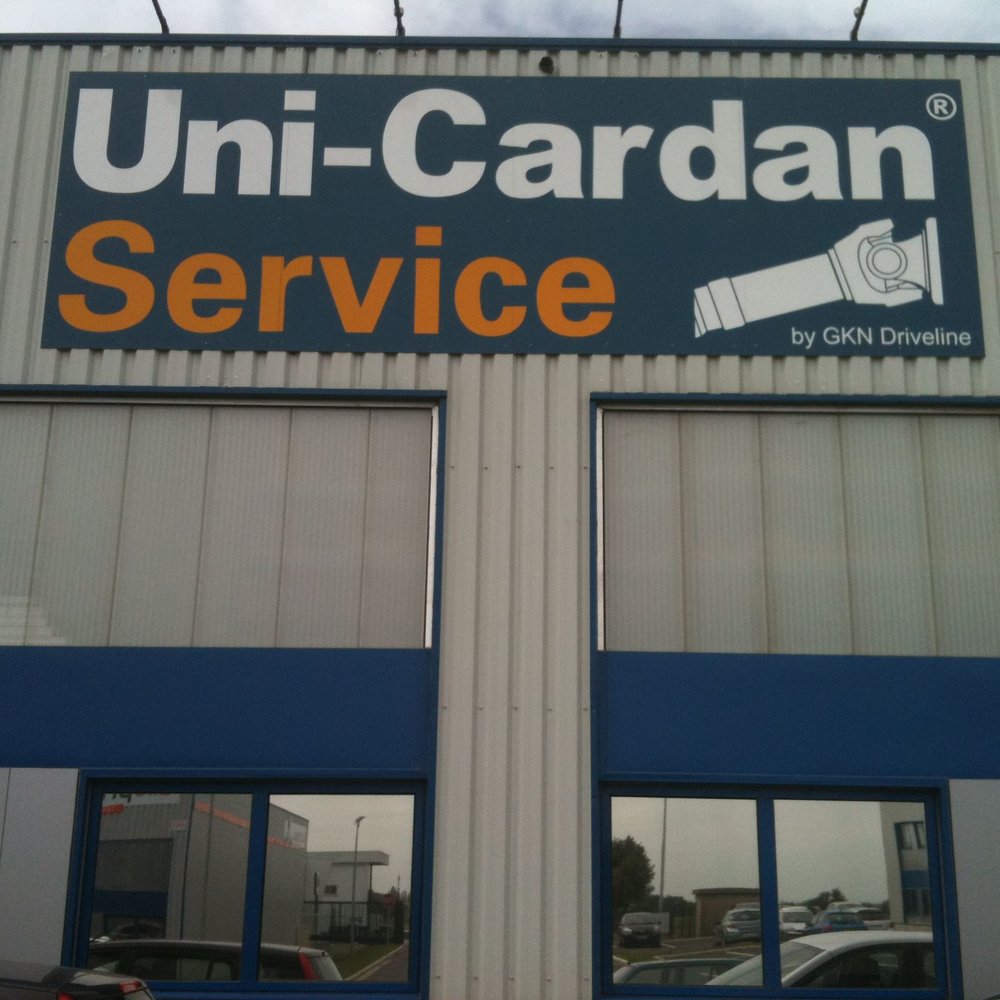 Uni-Cardan®
Service
by GKN Driveline